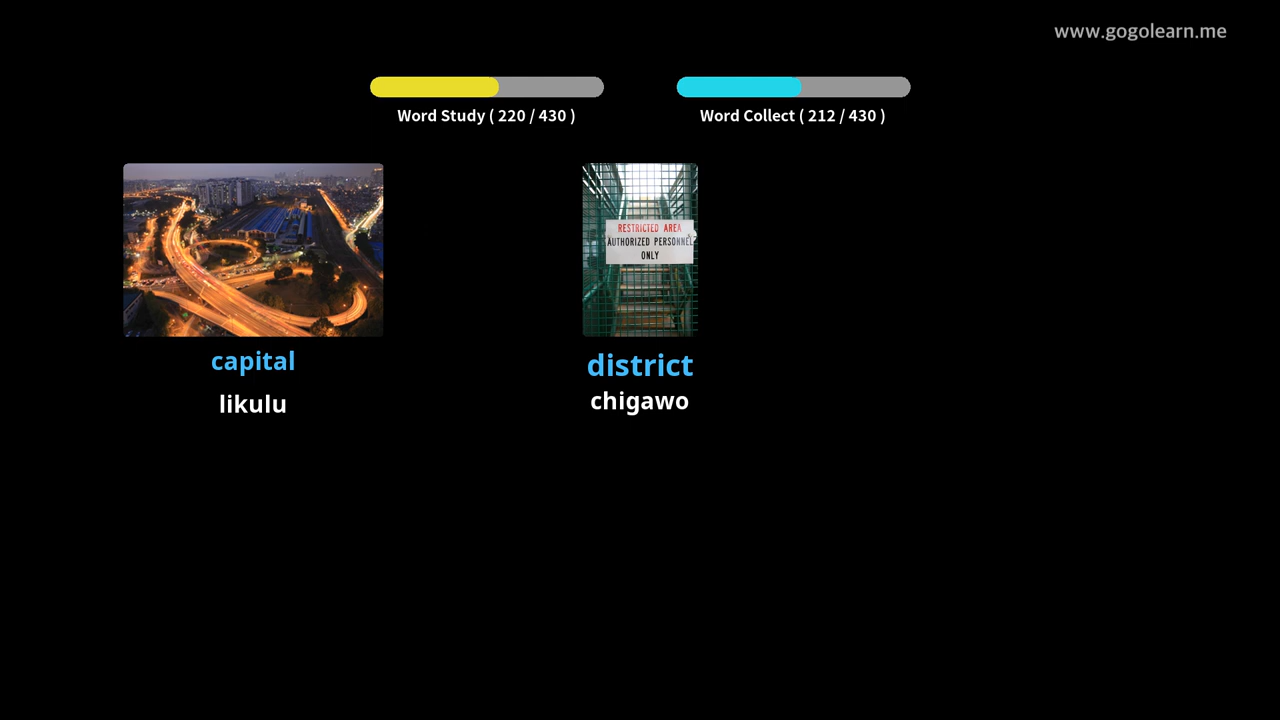 www.gogolearn.me
Word Study ( 220 / 430 )
Word Collect ( 212 / 430 )
RESTRICTED AREA
AUTHORIZED PERSONNEL
ONLY
capital
likulu
district
chigawo